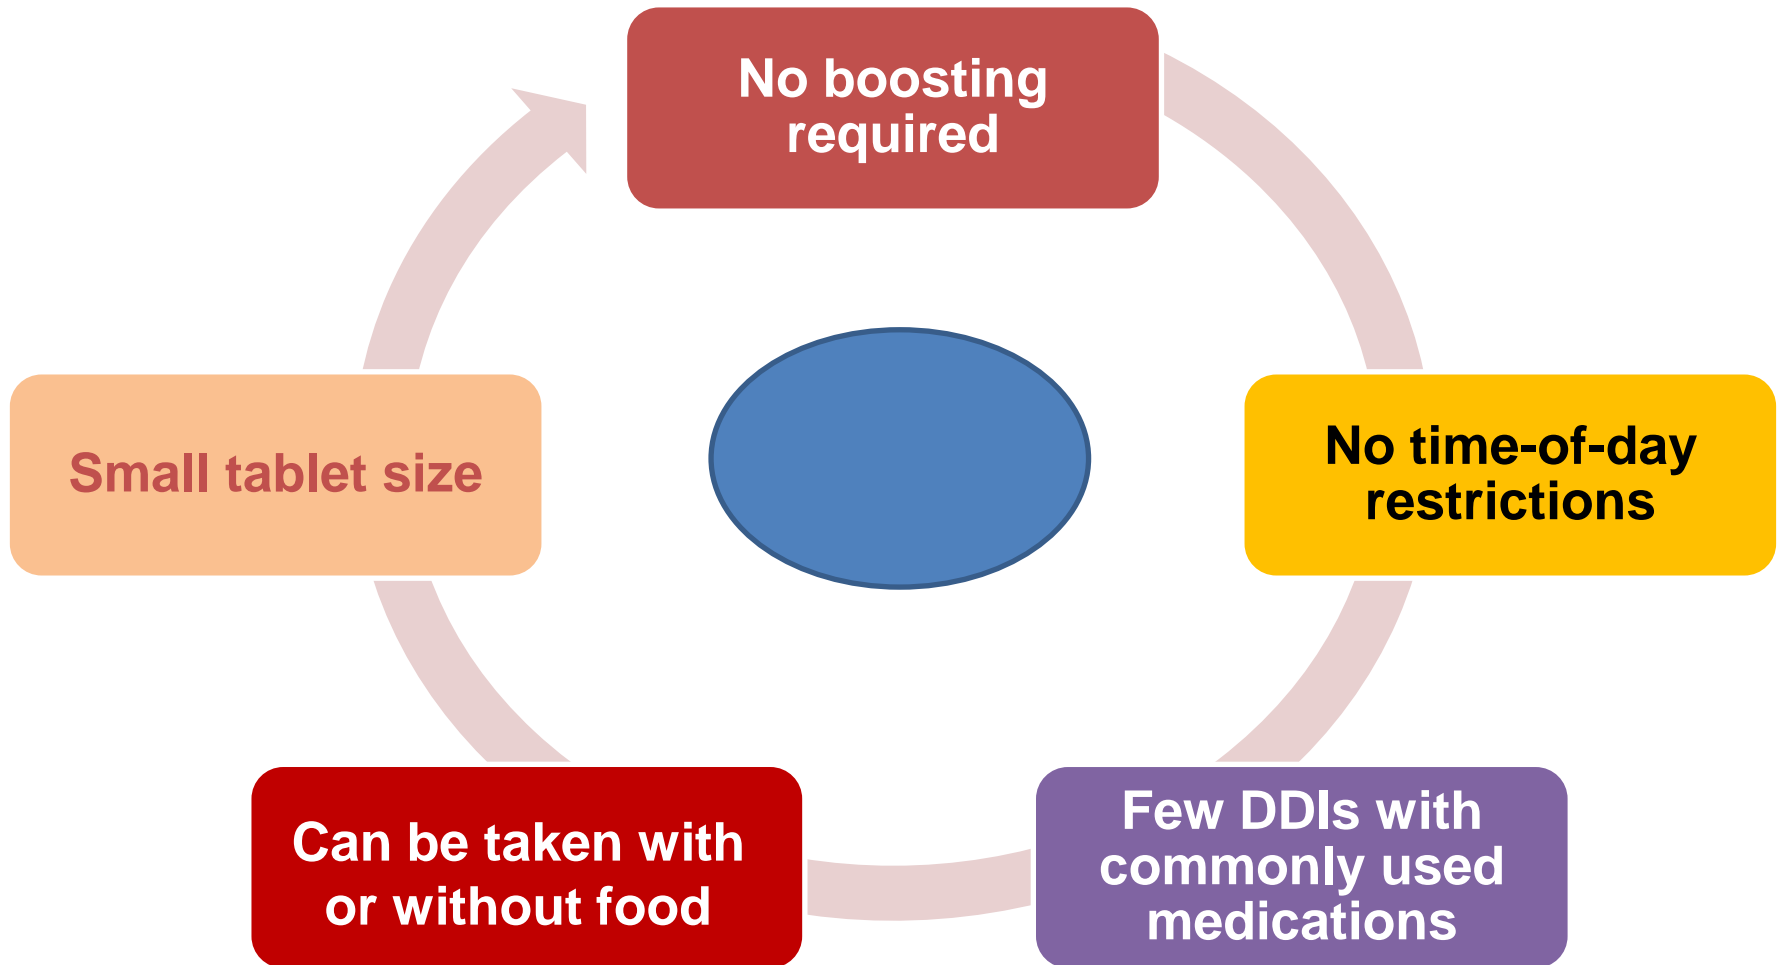 No boosting
required
No time-of-day
restrictions
Few DDIs with
commonly used
medications
Can be taken with
or without food
Small tablet size